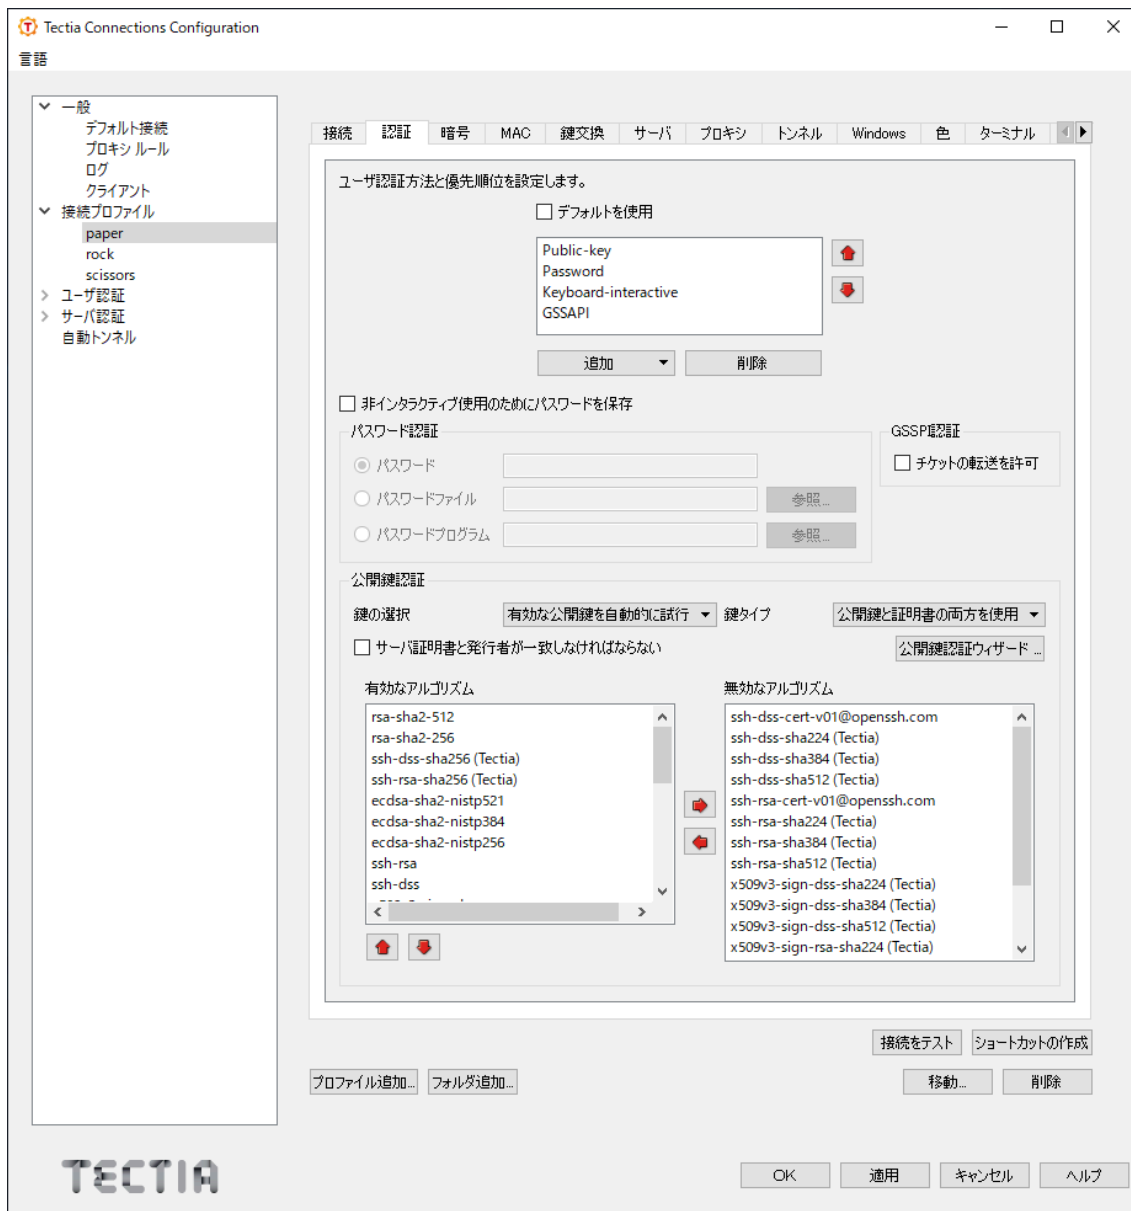 Tectia Connections Configuration
言語
一般
デフォルト接続
プロキシ ルール
ログ
クライアント
接続プロファイル
paper
rock
scissors
ユーザ認証
サーバ認証
自動トンネル
接続 認証 暗号 MAC 鍵交換 サーバ プロキシ トンネル Windows 色 ターミナル
ユーザ認証方法と優先順位を設定します。
デフォルトを使用
Public-key
Password
Keyboard-interactive
GSSAPI
追加 削除
非インタラクティブ使用のためにパスワードを保存
パスワード認証
パスワード
パスワードファイル 参照...
パスワードプログラム 参照...
GSSPI認証
チケットの転送を許可
公開鍵認証
鍵の選択 有効な公開鍵を自動的に試行 鍵タイプ 公開鍵と証明書の両方を使用
サーバ証明書と発行者が一致しなければならない 公開鍵認証ウィザード ...
有効なアルゴリズム
rsa-sha2-512
rsa-sha2-256
ssh-dss-sha256 (Tectia)
ssh-rsa-sha256 (Tectia)
ecdsa-sha2-nistp521
ecdsa-sha2-nistp384
ecdsa-sha2-nistp256
ssh-rsa
ssh-dss
無効なアルゴリズム
ssh-dss-cert-v01@openssh.com
ssh-dss-sha224 (Tectia)
ssh-dss-sha384 (Tectia)
ssh-dss-sha512 (Tectia)
ssh-rsa-cert-v01@openssh.com
ssh-rsa-sha224 (Tectia)
ssh-rsa-sha384 (Tectia)
ssh-rsa-sha512 (Tectia)
x509v3-sign-dss-sha224 (Tectia)
x509v3-sign-dss-sha384 (Tectia)
x509v3-sign-dss-sha512 (Tectia)
x509v3-sign-rsa-sha224 (Tectia)
接続をテスト ショートカットの作成
プロファイル追加... フォルダ追加... 移動... 削除
TECTIA
OK 適用 キャンセル ヘルプ